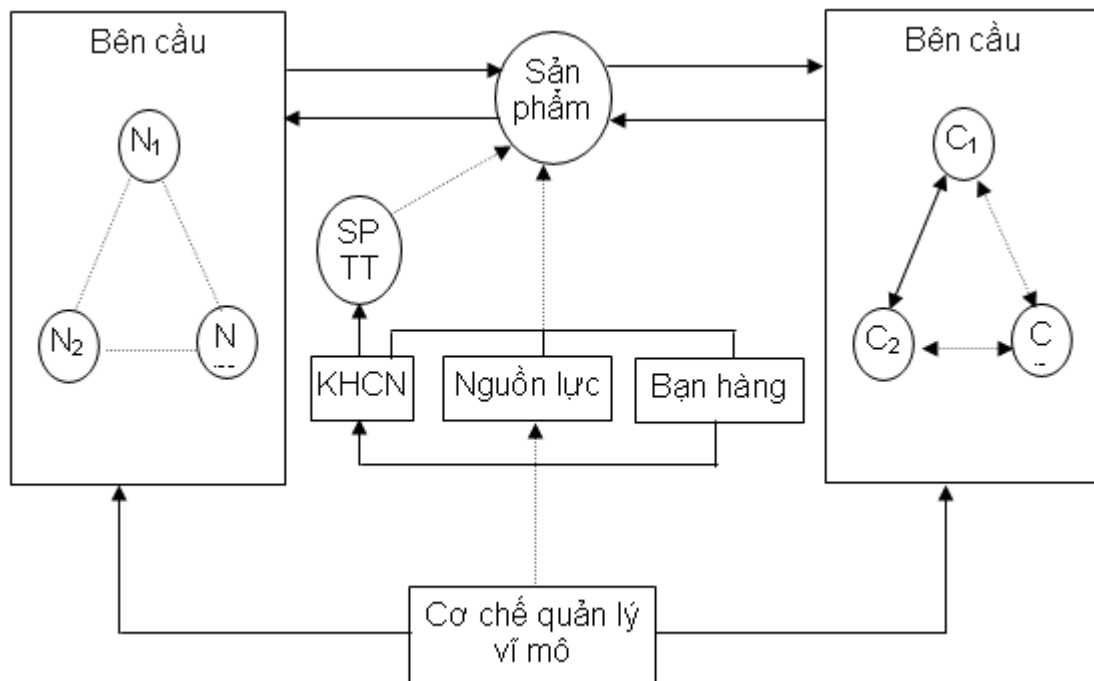 Bên cầu
Bên cầu
Sản
phẩm
N₁
C₁
SP
TT
N₂
N
...
C₂
C
..
KHCN
Nguồn lực
Bạn hàng
Cơ chế quản lý
vĩ mô